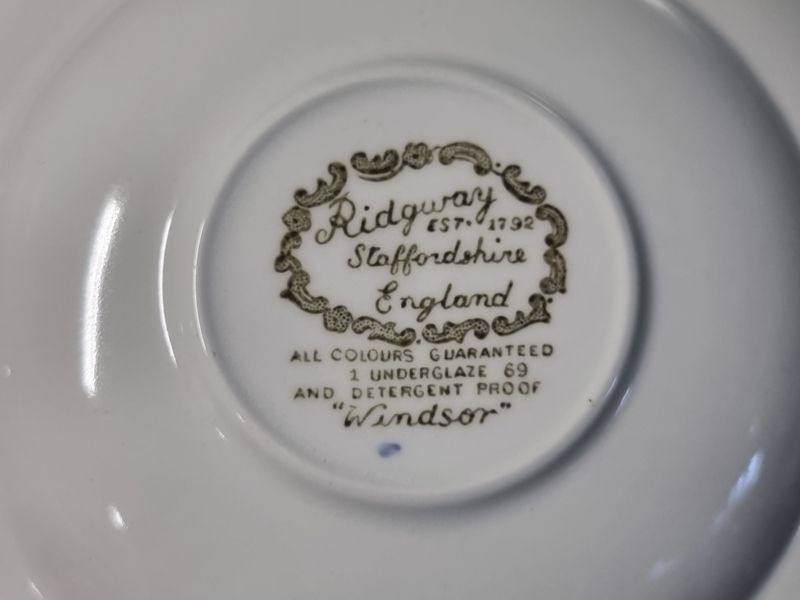 Ridgway
EST. 1792
Staffordshire
England
ALL COLOURS GUARANTEED
1 UNDERGLAZE 69
AND DETERGENT PROOF
"Windsor"